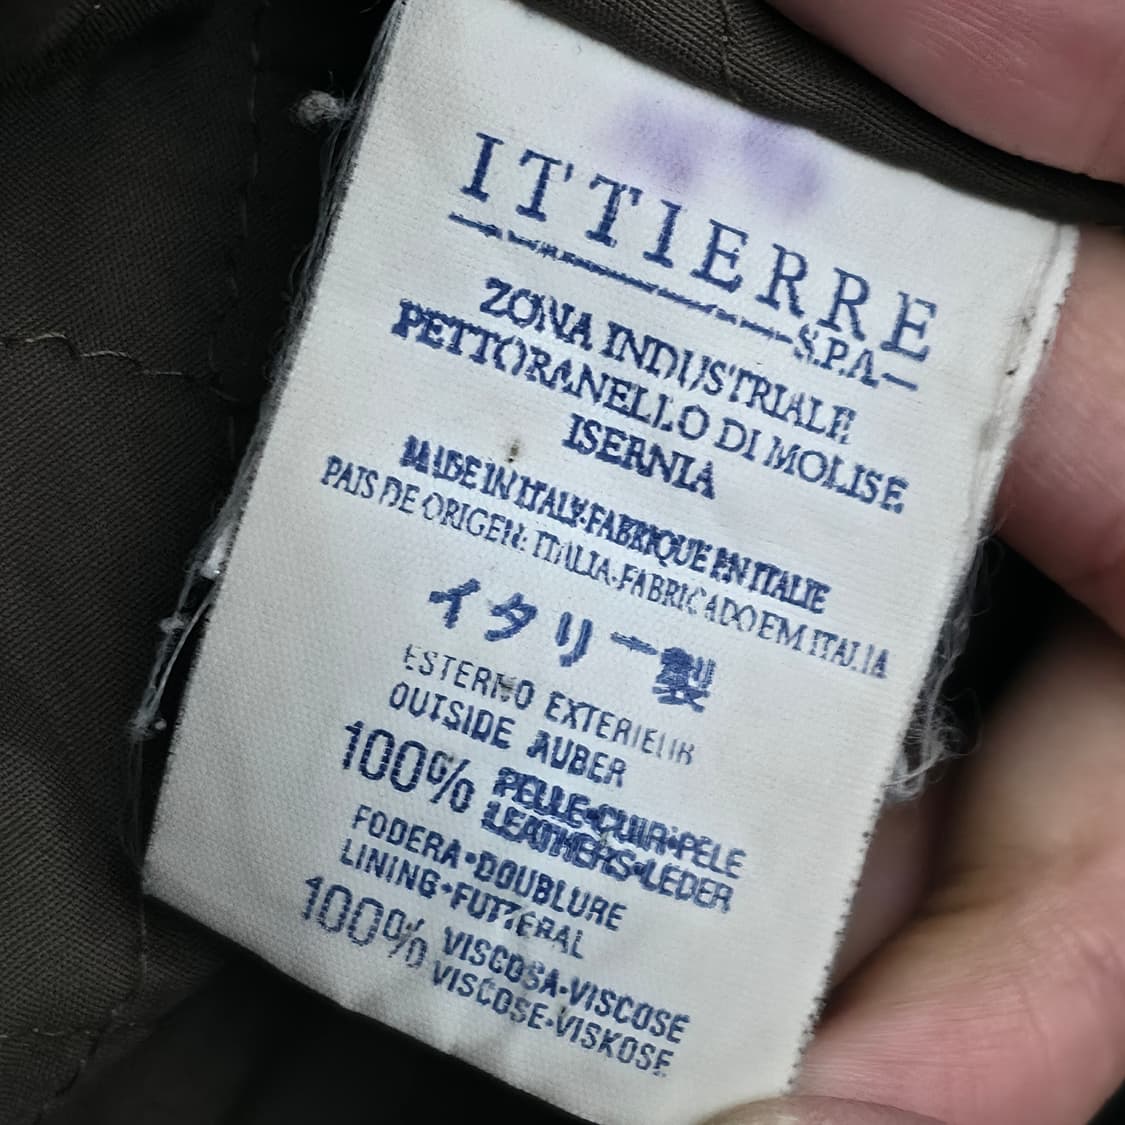 ITTIERRE
S.P.A
ZONA INDUSTRIALE
PETTORANELLO DI MOLISE
ISERNIA
MADE IN ITALY·FABRIQUE EN ITALIE
PAIS DE ORIGEN: ITALIA·FABRICADO EM ITALIA
イタリー製
ESTERNO EXTERIEUR
OUTSIDE AUBER
100% PELLE·CUIR·PELE
LEATHERS·LEDER
FODERA·DOUBLURE
LINING·FUTTERAL
100% VISCOSA·VISCOSE
VISCOSE·VISKOSE